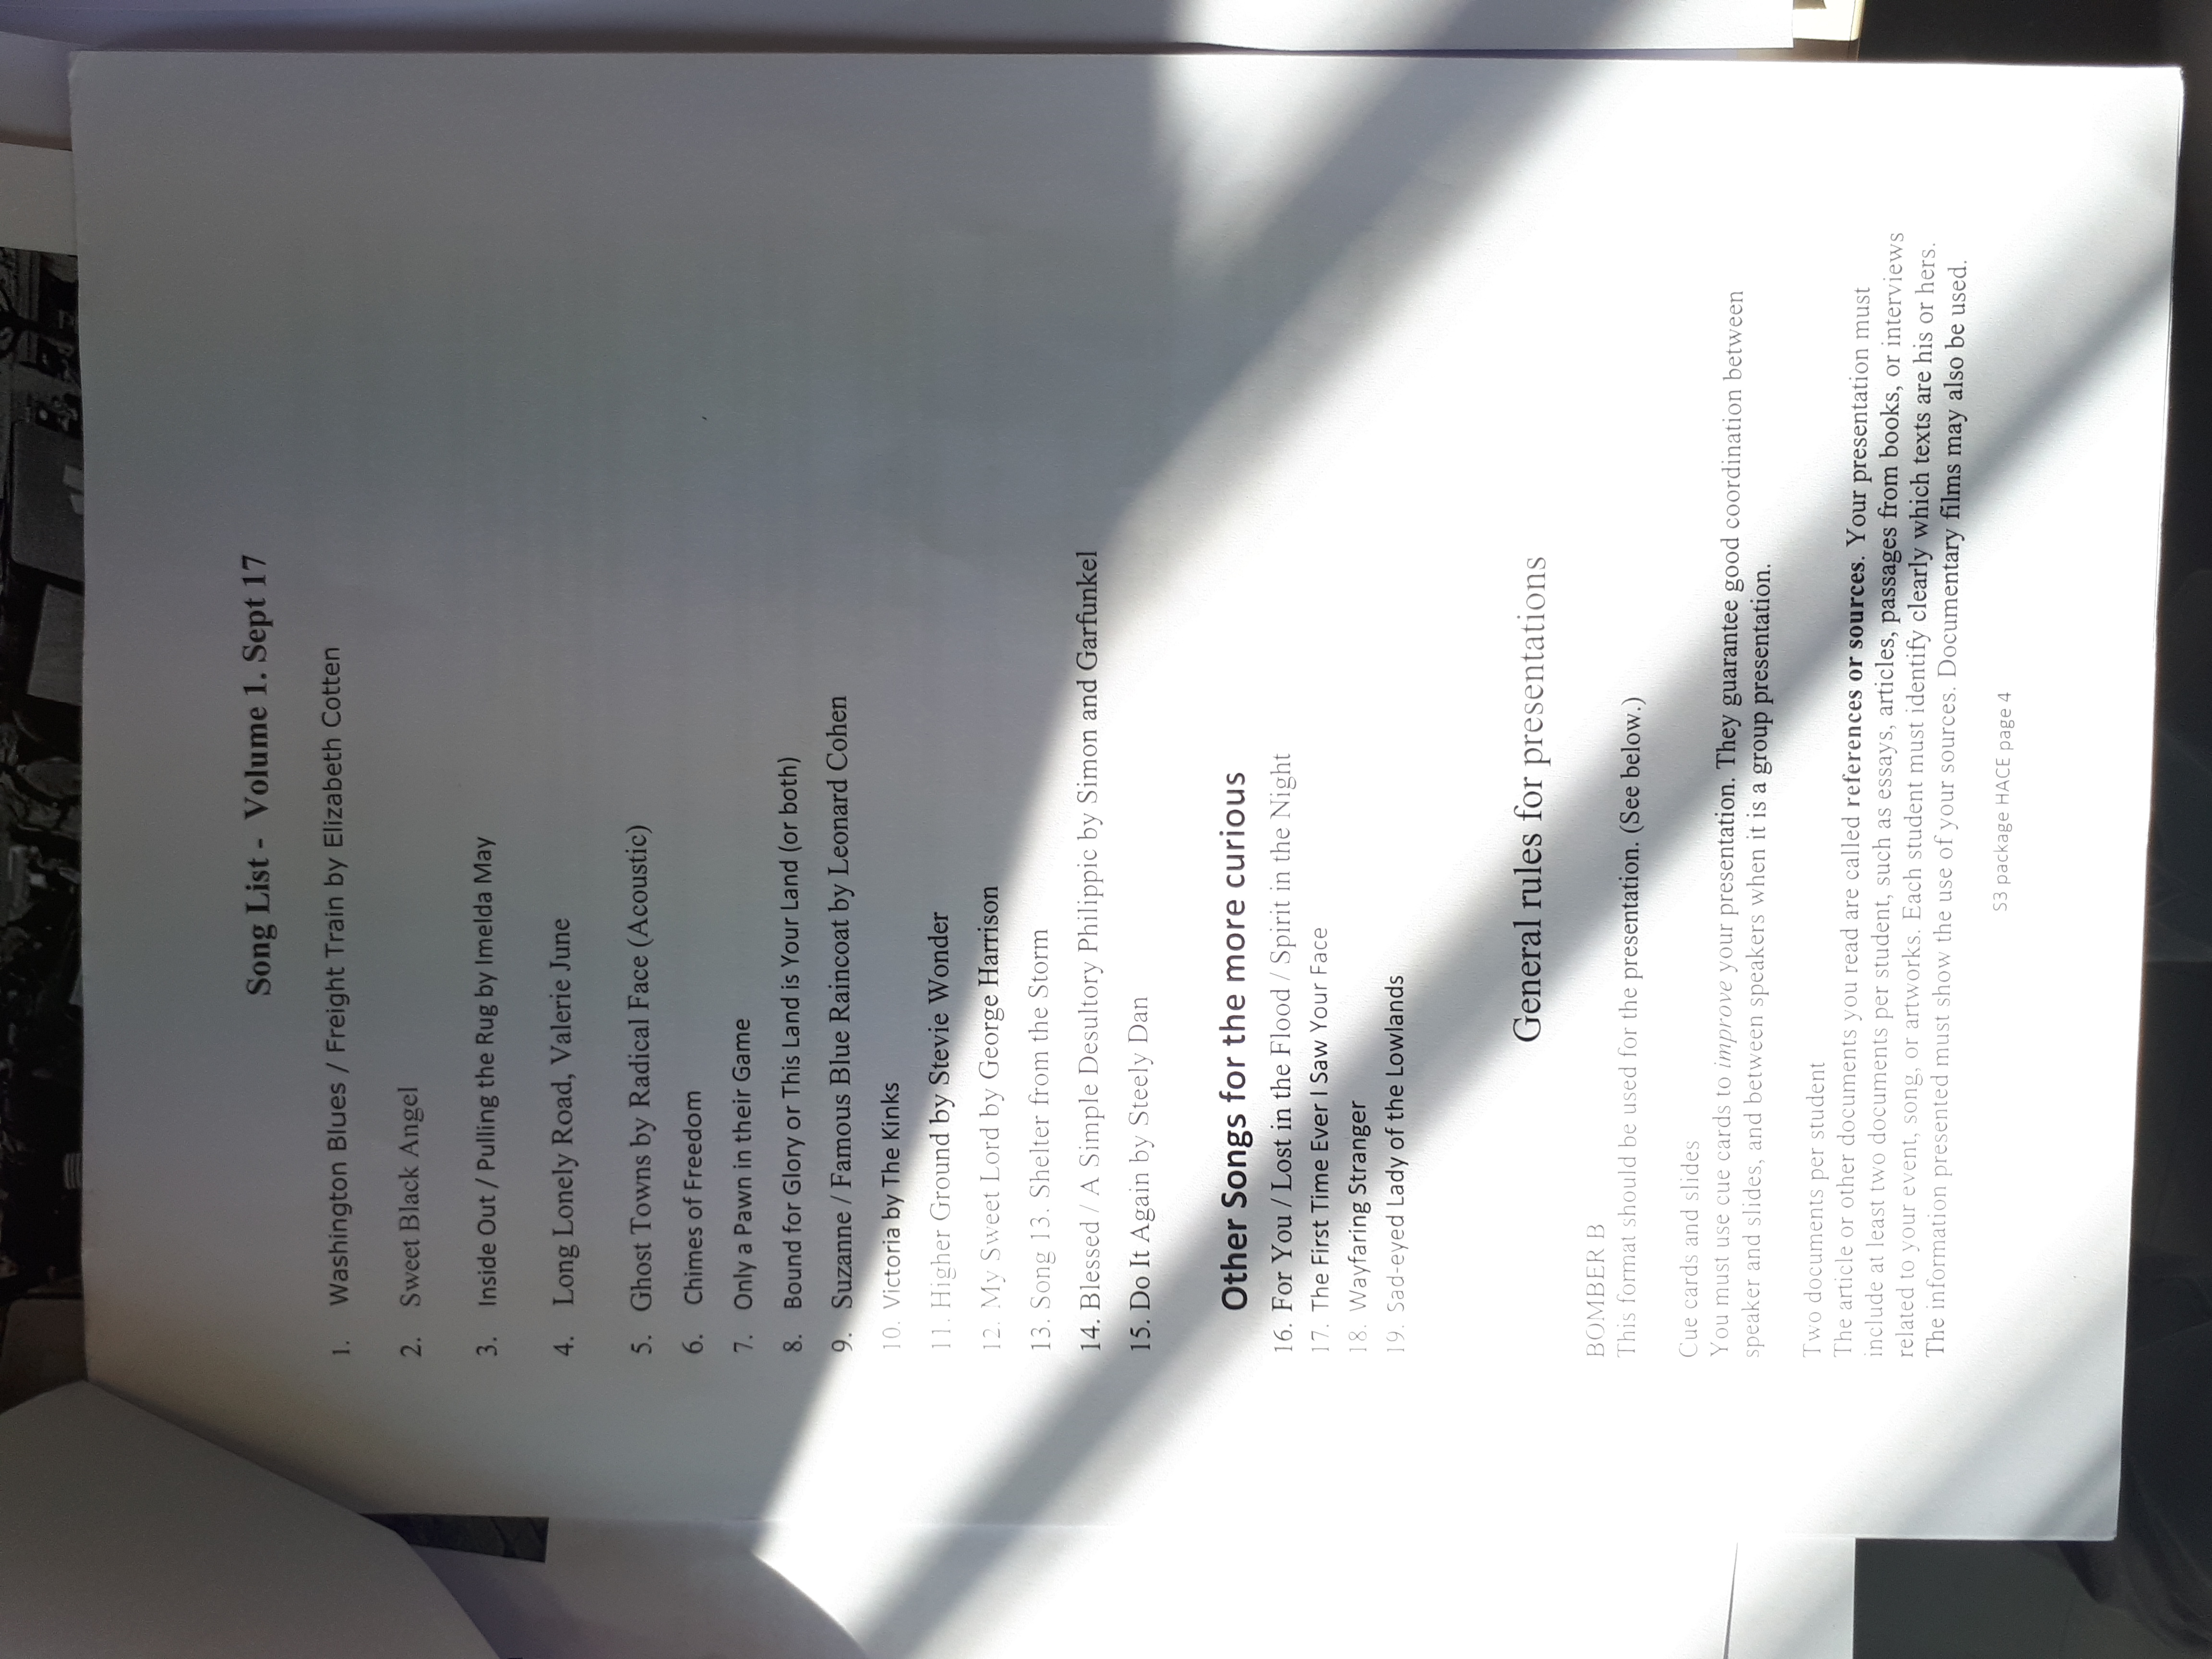 Song List - Volume 1. Sept 17
1. Washington Blues / Freight Train by Elizabeth Cotten
2. Sweet Black Angel
3. Inside Out / Pulling the Rug by Imelda May
4. Long Lonely Road, Valerie June
5. Ghost Towns by Radical Face (Acoustic)
6. Chimes of Freedom
7. Only a Pawn in their Game
8. Bound for Glory or This Land is Your Land (or both)
9. Suzanne / Famous Blue Raincoat by Leonard Cohen
10. Victoria by The Kinks
11. Higher Ground by Stevie Wonder
12. My Sweet Lord by George Harrison
13. Song 13. Shelter from the Storm
14. Blessed / A Simple Desultory Philippic by Simon and Garfunkel
15. Do It Again by Steely Dan
Other Songs for the more curious
16. For You / Lost in the Flood / Spirit in the Night
17. The First Time Ever I Saw Your Face
18. Wayfaring Stranger
19. Sad-eyed Lady of the Lowlands
General rules for presentations
BOMBER B
This format should be used for the presentation. (See below.)
Cue cards and slides
You must use cue cards to improve your presentation. They guarantee good coordination between
speaker and slides, and between speakers when it is a group presentation.
Two documents per student
The article or other documents you read are called references or sources. Your presentation must
include at least two documents per student, such as essays, articles, passages from books, or interviews
related to your event, song, or artworks. Each student must identify clearly which texts are his or hers.
The information presented must show the use of your sources. Documentary films may also be used.
S3 package HACE page 4